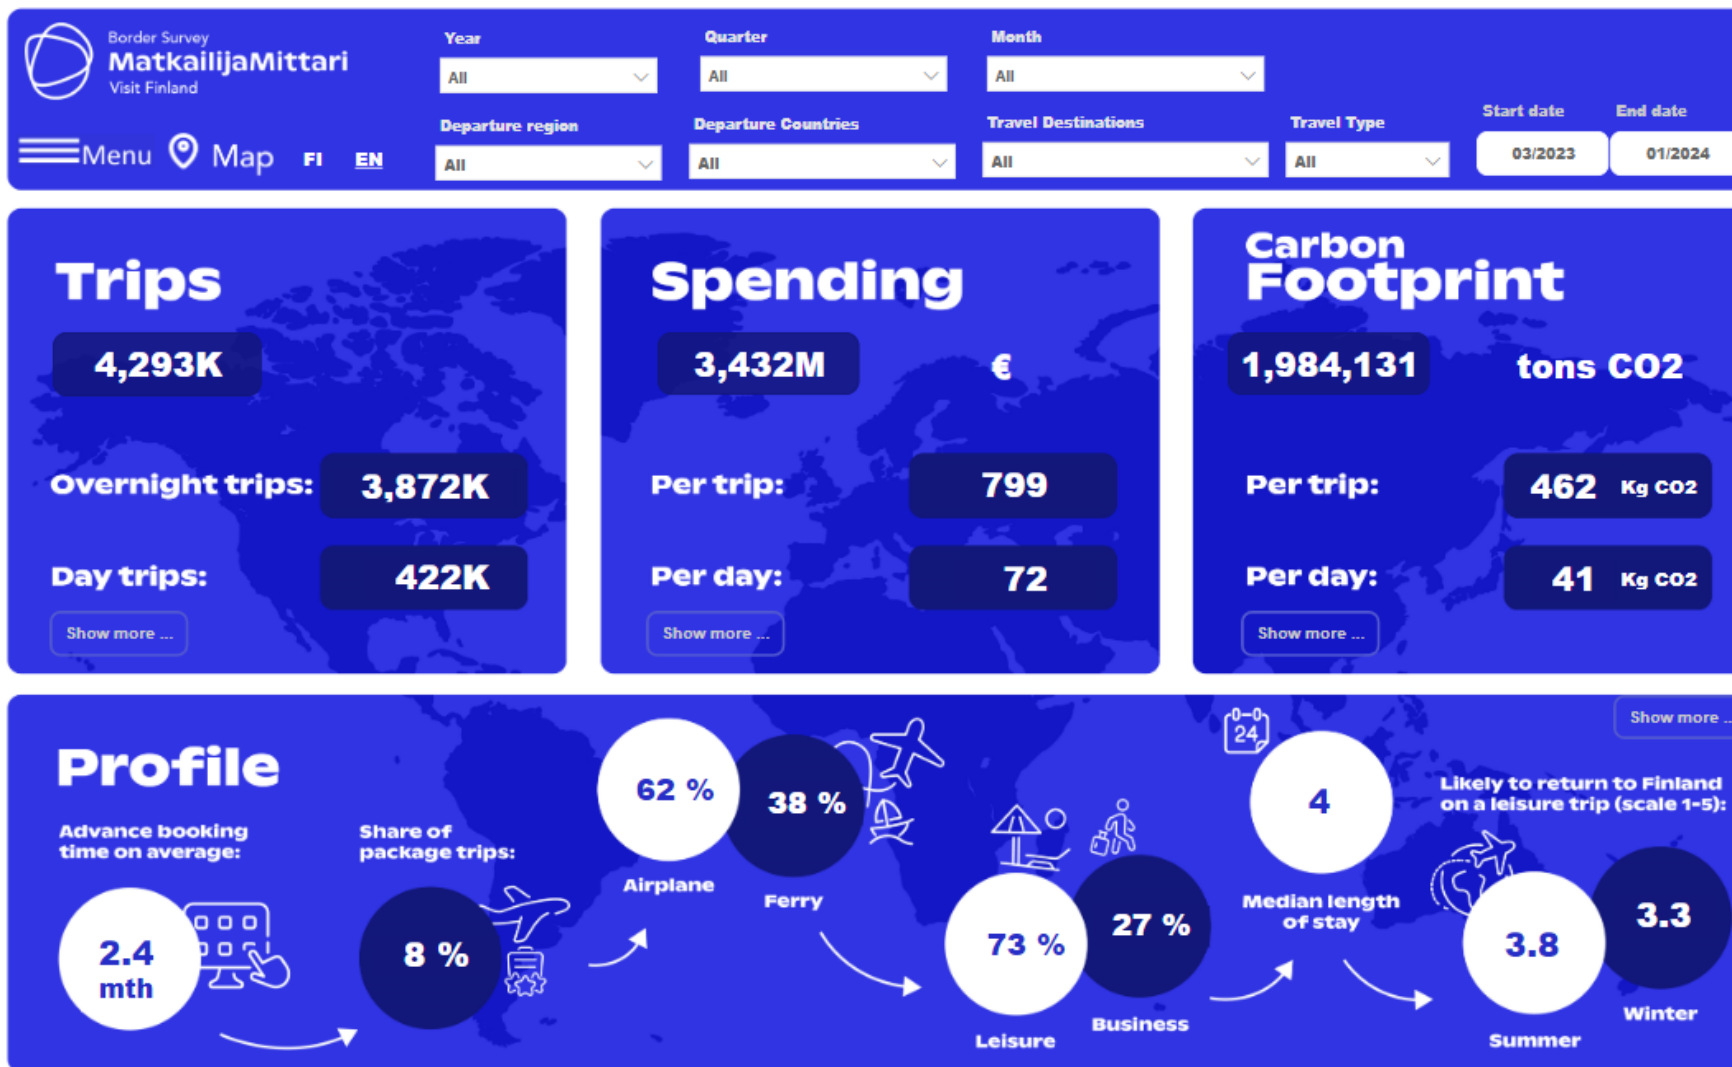 Border Survey
MatkailijaMittari
Visit Finland
Menu
Map
FI
EN
Year
All
Quarter
All
Month
All
Departure region
All
Departure Countries
All
Travel Destinations
All
Travel Type
All
Start date
03/2023
End date
01/2024
Trips
4,293K
Overnight trips: 3,872K
Day trips: 422K
Show more ...
Spending
3,432M €
Per trip: 799
Per day: 72
Show more ...
Carbon
Footprint
1,984,131 tons CO2
Per trip: 462 Kg CO2
Per day: 41 Kg CO2
Show more ...
Profile
Show more ..
Advance booking
time on average:
2.4
mth
Share of
package trips:
8 %
62 %
Airplane
38 %
Ferry
73 %
Leisure
27 %
Business
24
4
Median length
of stay
Likely to return to Finland
on a leisure trip (scale 1-5):
3.8
Summer
3.3
Winter